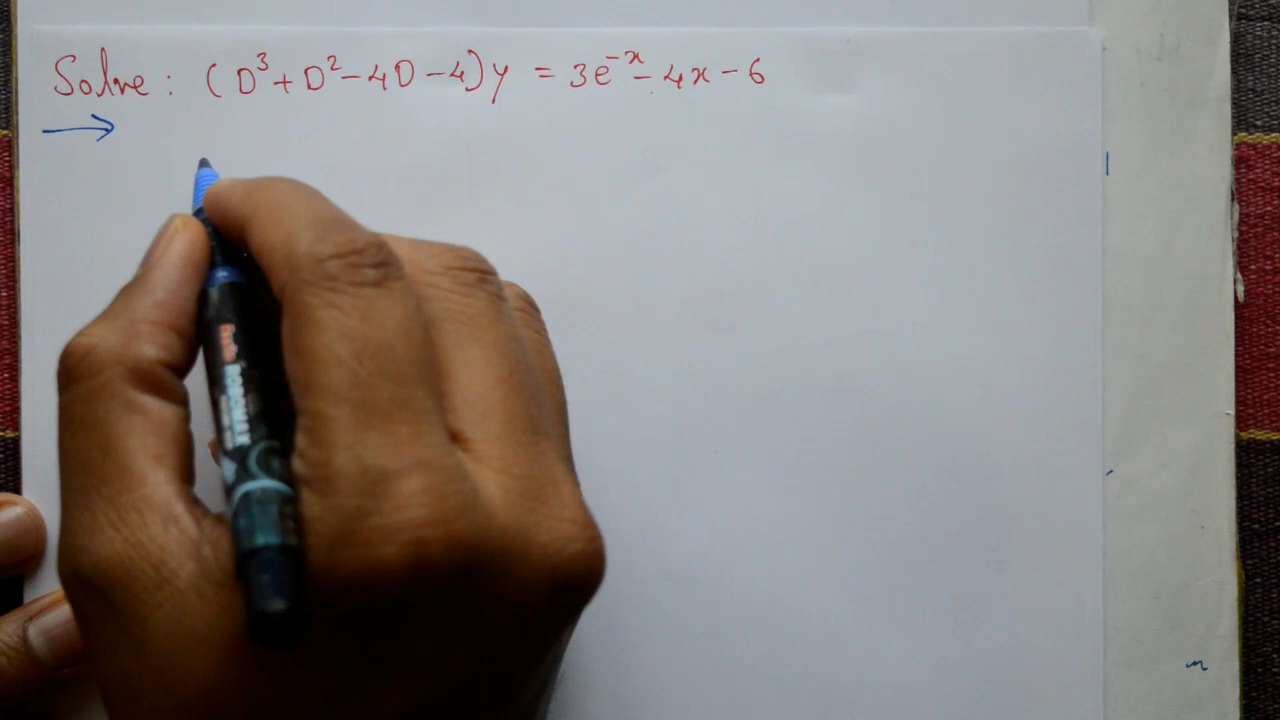 Solve : (D³ + D² - 4D - 4) y = 3e⁻ˣ - 4x - 6